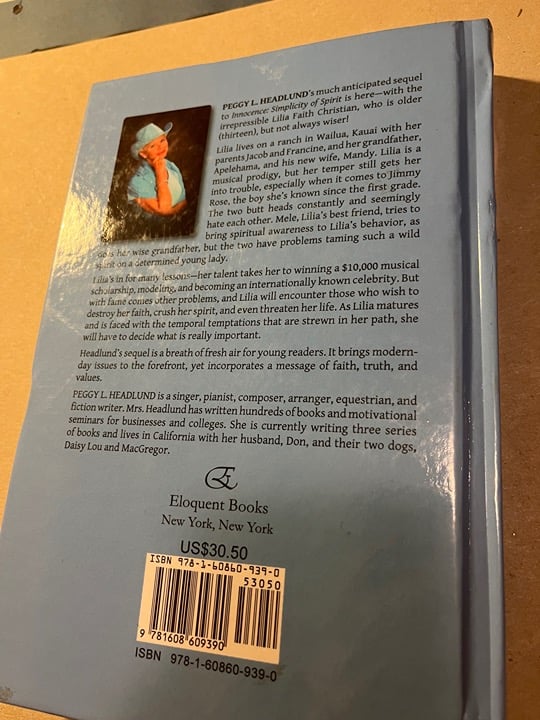 PEGGY L. HEADLUND's much anticipated sequel
to Innocence: Simplicity of Spirit is here—with the
irrepressible Lilia Faith Christian, who is older
(thirteen), but not always wiser!
Lilia lives on a ranch in Wailua, Kauai with her
parents Jacob and Francine, and her grandfather,
Apelehama, and his new wife, Mandy. Lilia is a
musical prodigy, but her temper still gets her
into trouble, especially when it comes to Jimmy
Rose, the boy she's known since the first grade.
The two butt heads constantly and seemingly
hate each other. Mele, Lilia's best friend, tries to
bring spiritual awareness to Lilia's behavior, as
does her wise grandfather, but the two have problems taming such a wild
spirit on a determined young lady.
Lilia's in for many lessons—her talent takes her to winning a $10,000 musical
scholarship, modeling, and becoming an internationally known celebrity. But
with fame comes other problems, and Lilia will encounter those who wish to
destroy her faith, crush her spirit, and even threaten her life. As Lilia matures
and is faced with the temporal temptations that are strewn in her path, she
will have to decide what is really important.
Headlund's sequel is a breath of fresh air for young readers. It brings modern-
day issues to the forefront, yet incorporates a message of faith, truth, and
values.
PEGGY L. HEADLUND is a singer, pianist, composer, arranger, equestrian, and
fiction writer. Mrs. Headlund has written hundreds of books and motivational
seminars for businesses and colleges. She is currently writing three series
of books and lives in California with her husband, Don, and their two dogs,
Daisy Lou and MacGregor.
Eloquent Books
New York, New York
US$30.50
ISBN 978-1-60860-939-0
53050
9 781608 609390
ISBN 978-1-60860-939-0